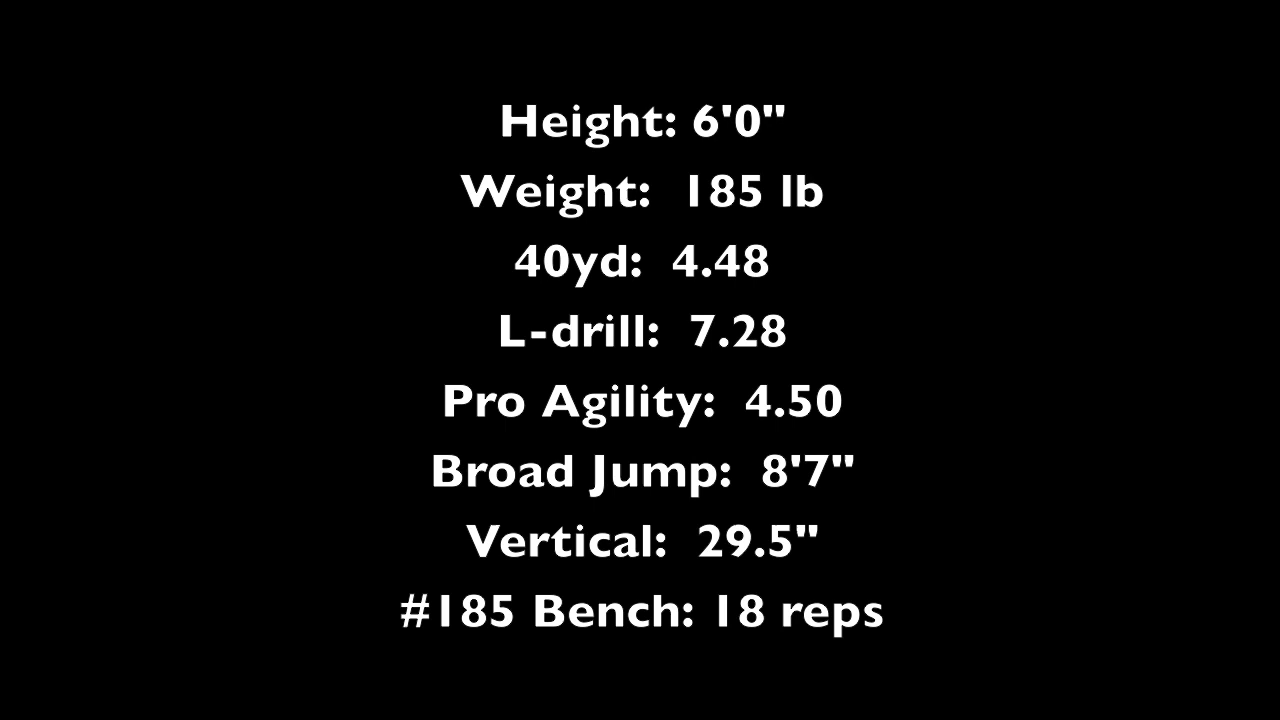 Height: 6'0"
Weight:  185 lb
40yd:  4.48
L-drill:  7.28
Pro Agility:  4.50
Broad Jump:  8'7"
Vertical:  29.5"
#185 Bench: 18 reps